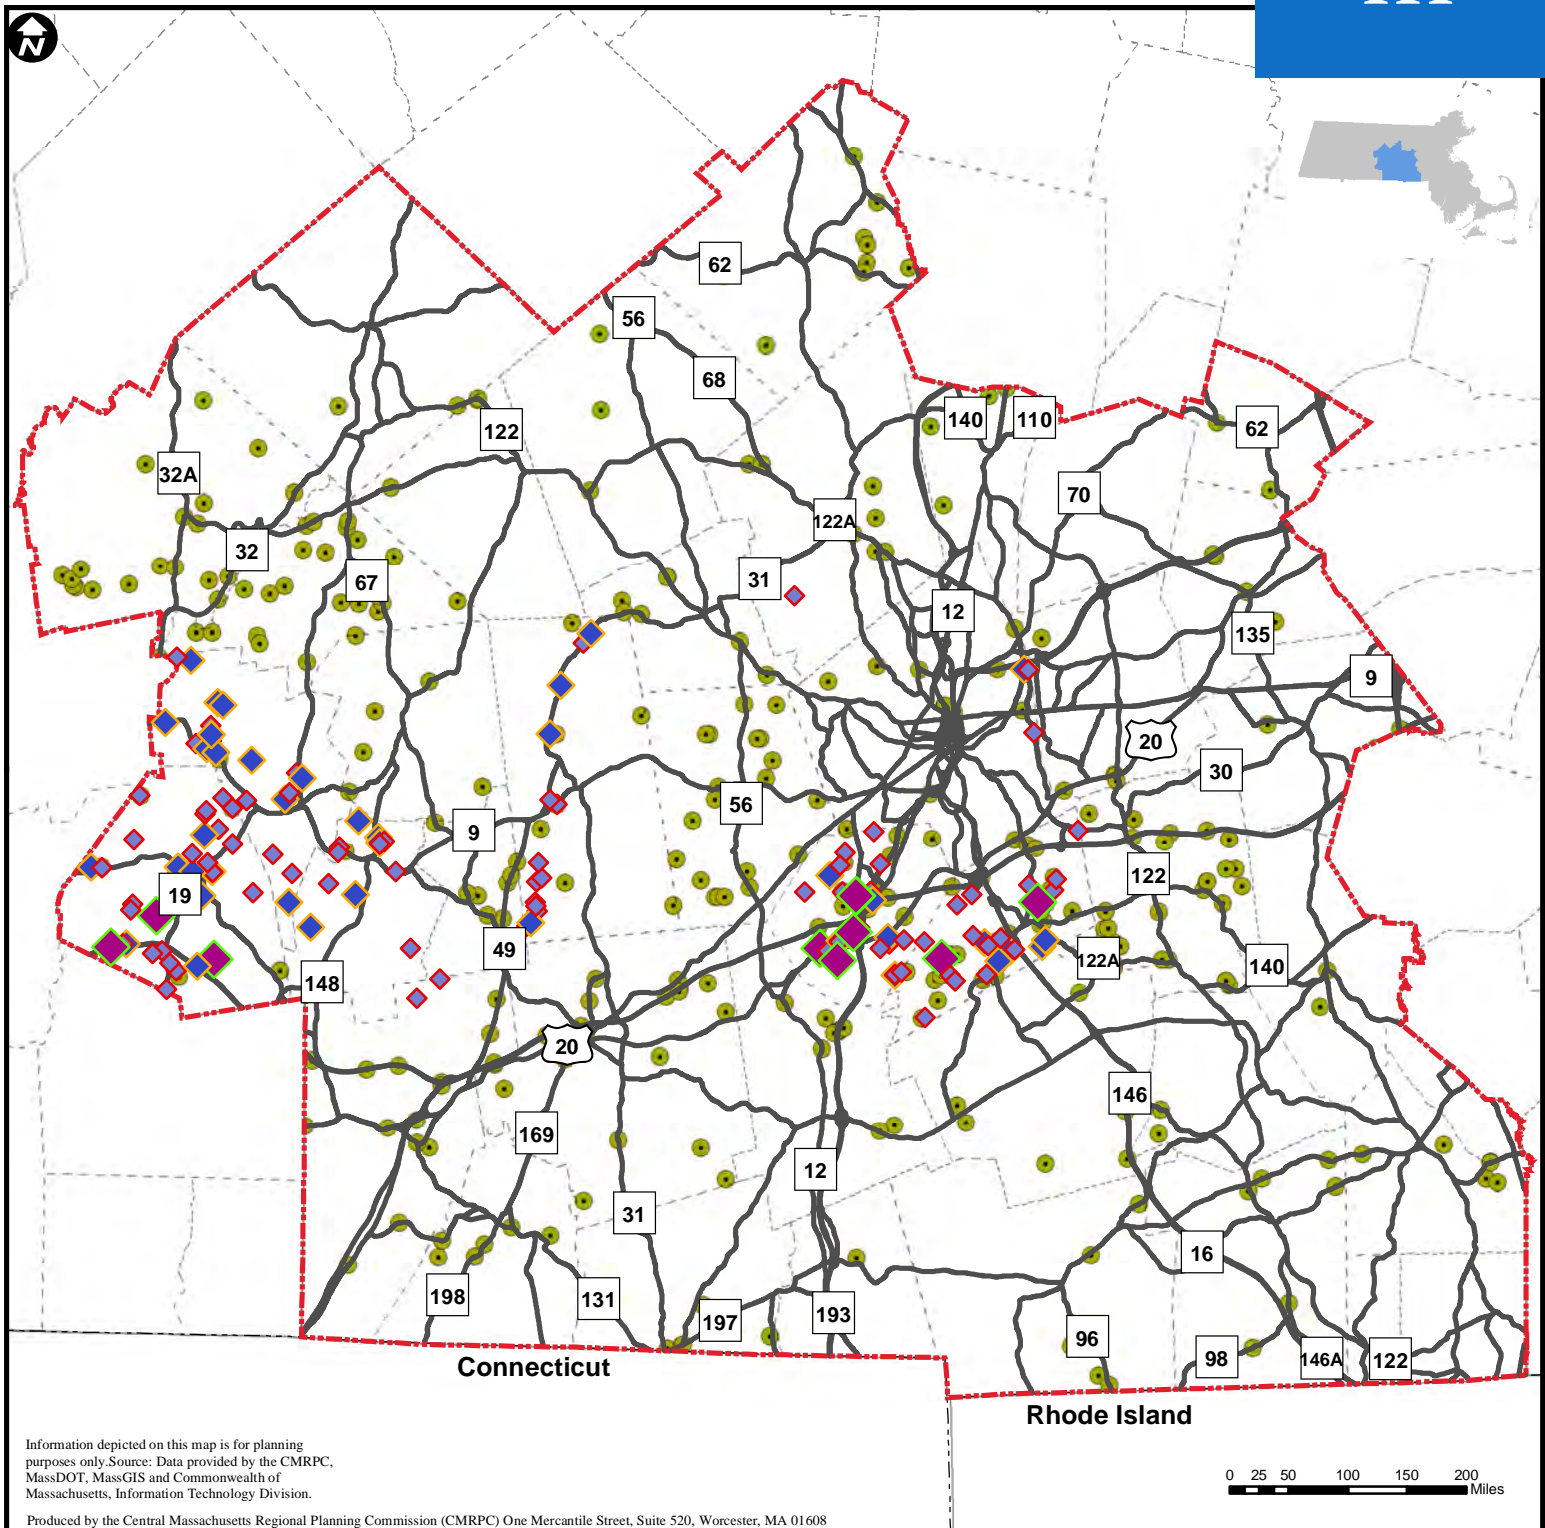 N
62
56
68
140
110
62
122
32A
70
122A
32
31
67
12
135
9
20
30
56
9
122
19
49
122A
140
148
20
146
169
12
31
16
198
131
197
193
96
98
146A
122
Connecticut
Rhode Island
Information depicted on this map is for planning
purposes only.Source: Data provided by the CMRPC,
MassDOT, MassGIS and Commonwealth of
Massachusetts, Information Technology Division.
0 25 50 100 150 200
Miles
Produced by the Central Massachusetts Regional Planning Commission (CMRPC) One Mercantile Street, Suite 520, Worcester, MA 01608